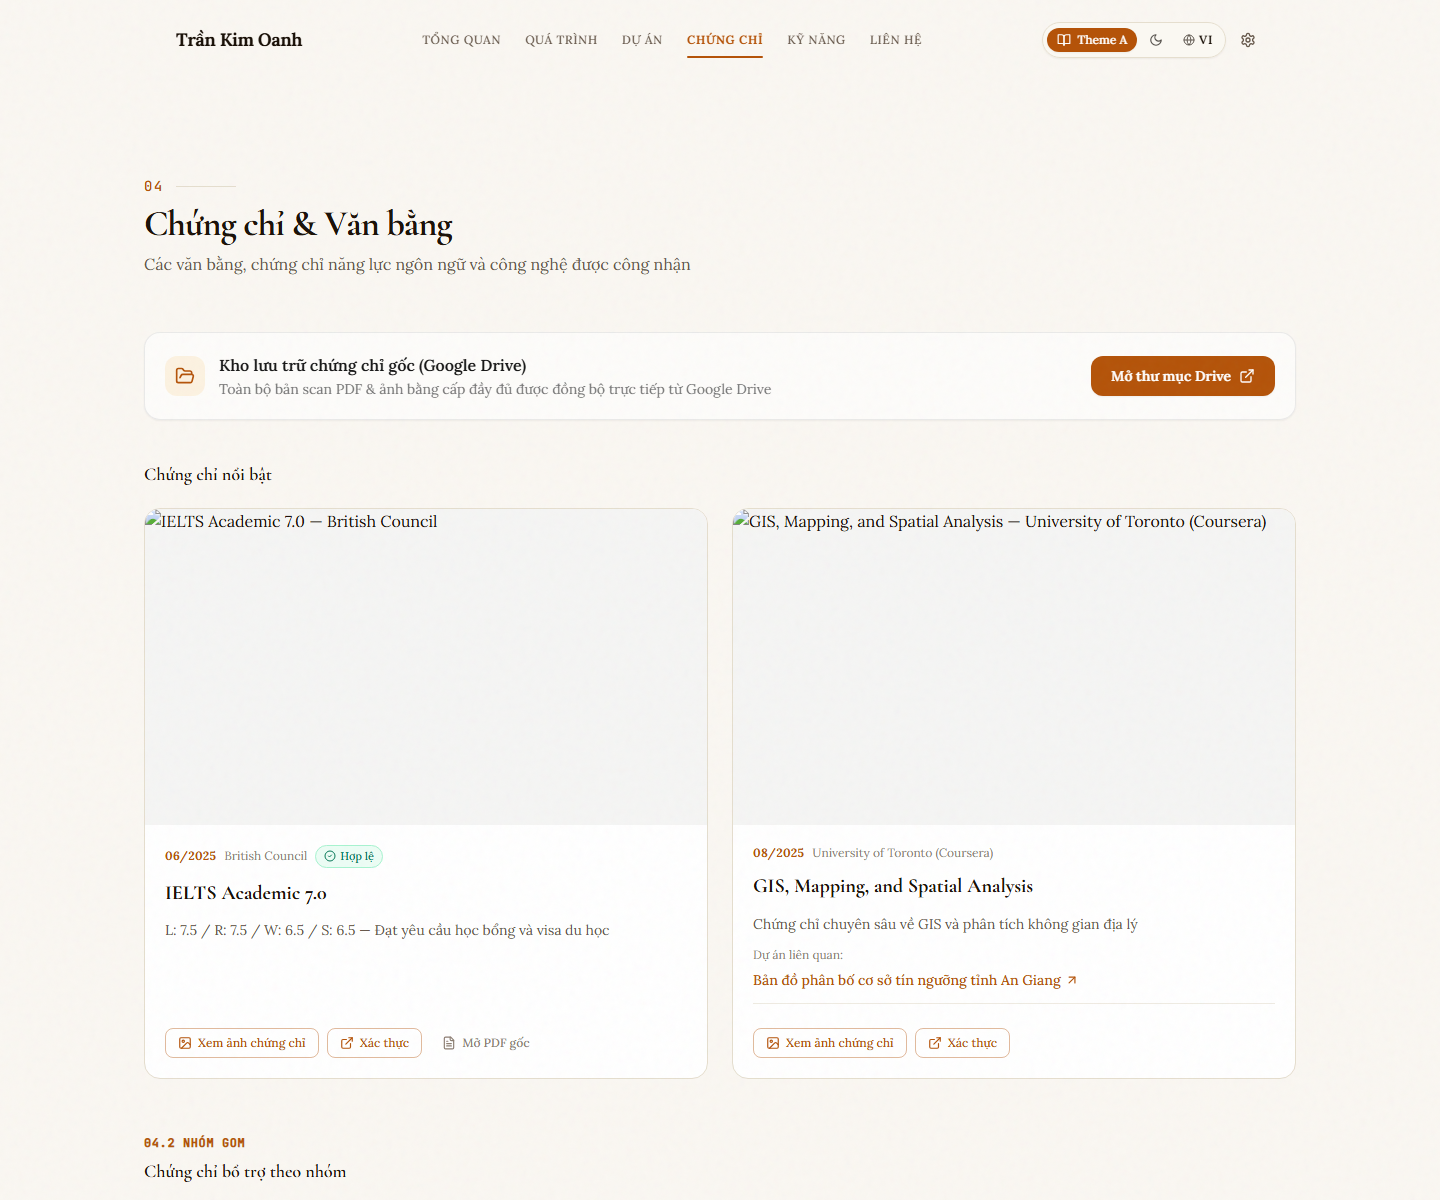 Trần Kim Oanh
TỔNG QUAN
QUÁ TRÌNH
DỰ ÁN
CHỨNG CHỈ
KỸ NĂNG
LIÊN HỆ
Theme A
VI
04
Chứng chỉ & Văn bằng
Các văn bằng, chứng chỉ năng lực ngôn ngữ và công nghệ được công nhận
Kho lưu trữ chứng chỉ gốc (Google Drive)
Toàn bộ bản scan PDF & ảnh bằng cấp đầy đủ được đồng bộ trực tiếp từ Google Drive
Mở thư mục Drive
Chứng chỉ nổi bật
IELTS Academic 7.0 — British Council
06/2025 British Council Hợp lệ
IELTS Academic 7.0
L: 7.5 / R: 7.5 / W: 6.5 / S: 6.5 — Đạt yêu cầu học bổng và visa du học
Xem ảnh chứng chỉ
Xác thực
Mở PDF gốc
GIS, Mapping, and Spatial Analysis — University of Toronto (Coursera)
08/2025 University of Toronto (Coursera)
GIS, Mapping, and Spatial Analysis
Chứng chỉ chuyên sâu về GIS và phân tích không gian địa lý
Dự án liên quan:
Bản đồ phân bố cơ sở tín ngưỡng tỉnh An Giang
Xem ảnh chứng chỉ
Xác thực
04.2 NHÓM GOM
Chứng chỉ bổ trợ theo nhóm